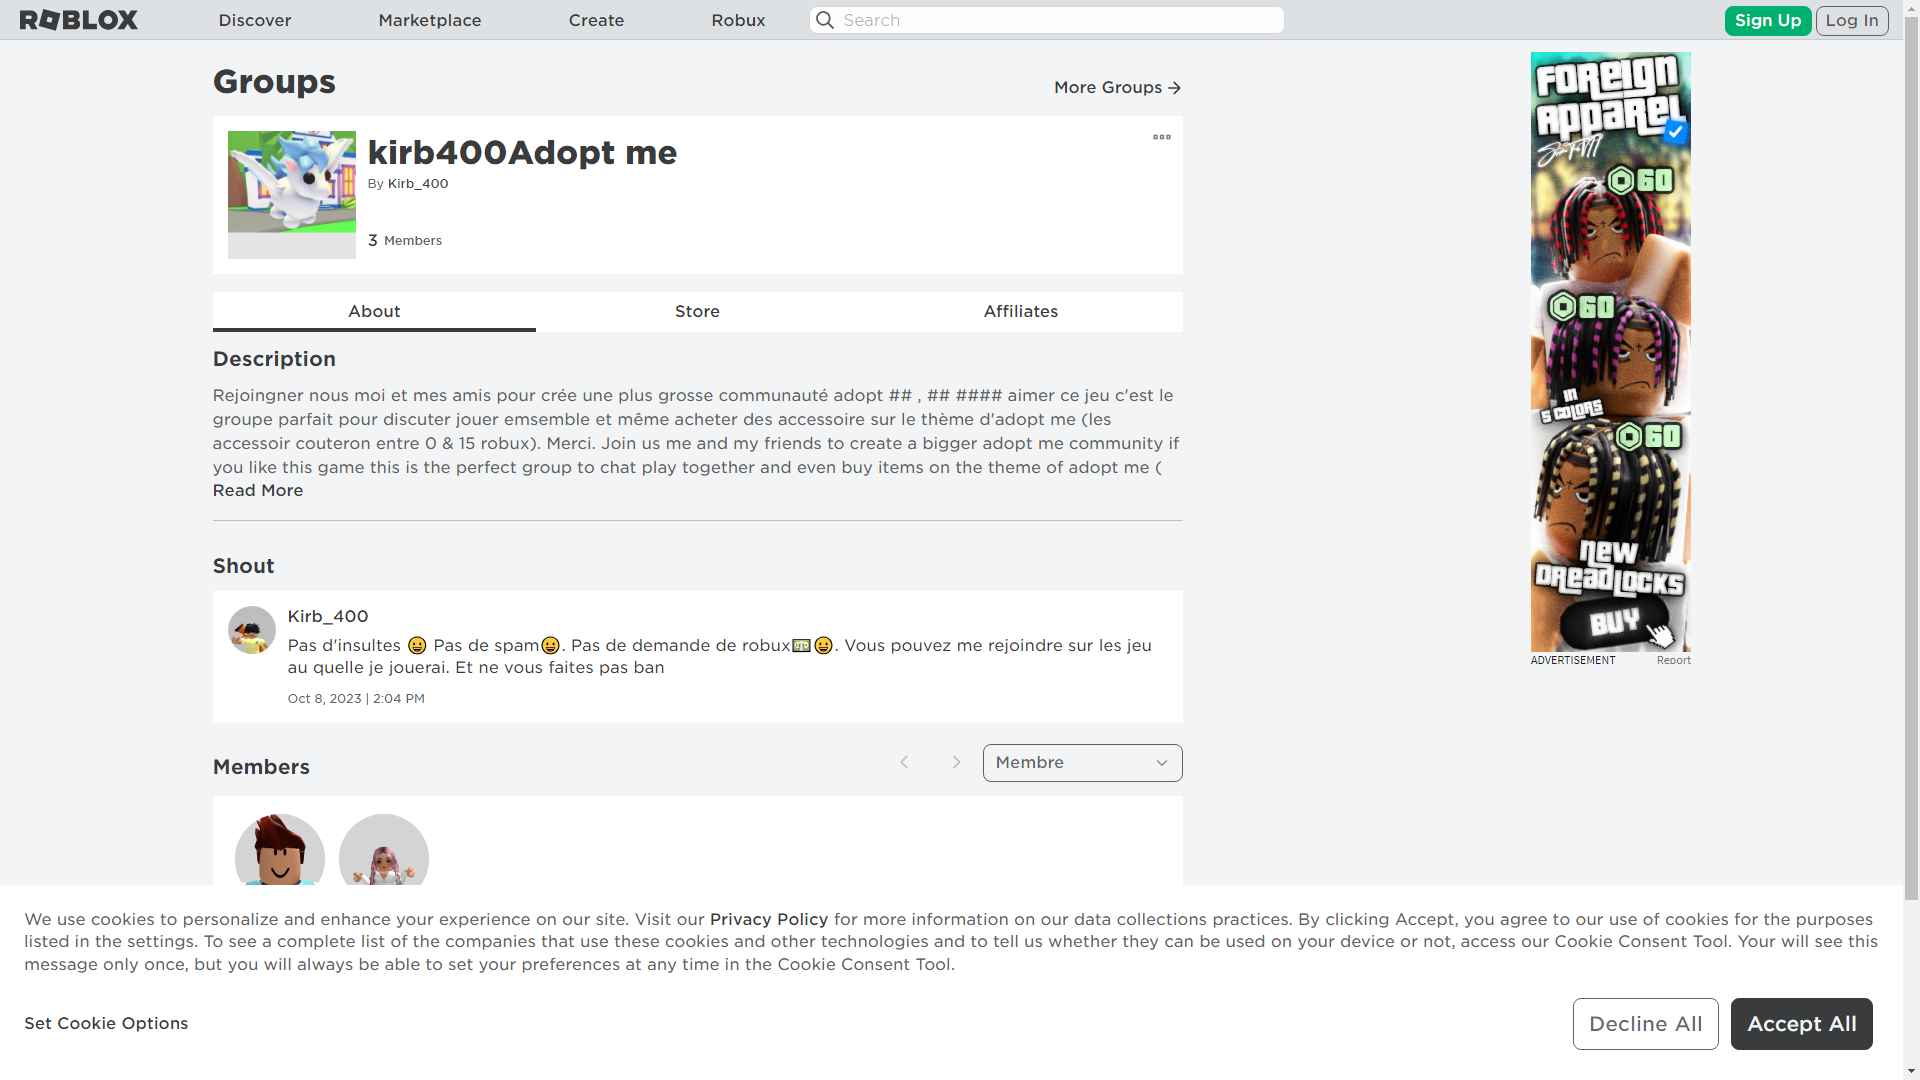 ROBLOX
Discover
Marketplace
Create
Robux
Search
Sign Up
Log In
Groups
More Groups
kirb400Adopt me
By Kirb_400
3 Members
About
Store
Affiliates
Description
Rejoingner nous moi et mes amis pour crée une plus grosse communauté adopt ## , ## #### aimer ce jeu c'est le
groupe parfait pour discuter jouer emsemble et même acheter des accessoire sur le thème d'adopt me (les
accessoir couteron entre 0 & 15 robux). Merci. Join us me and my friends to create a bigger adopt me community if
you like this game this is the perfect group to chat play together and even buy items on the theme of adopt me (
Read More
Shout
Kirb_400
Pas d'insultes 😀 Pas de spam😀. Pas de demande de robux💵😀. Vous pouvez me rejoindre sur les jeu
au quelle je jouerai. Et ne vous faites pas ban
Oct 8, 2023 | 2:04 PM
Members
Membre
FOREIGN
APPAREL
60
60
IN
5 COLORS
60
NEW
DREADLOCKS
BUY
ADVERTISEMENT
Report
We use cookies to personalize and enhance your experience on our site. Visit our Privacy Policy for more information on our data collections practices. By clicking Accept, you agree to our use of cookies for the purposes
listed in the settings. To see a complete list of the companies that use these cookies and other technologies and to tell us whether they can be used on your device or not, access our Cookie Consent Tool. Your will see this
message only once, but you will always be able to set your preferences at any time in the Cookie Consent Tool.
Set Cookie Options
Decline All
Accept All